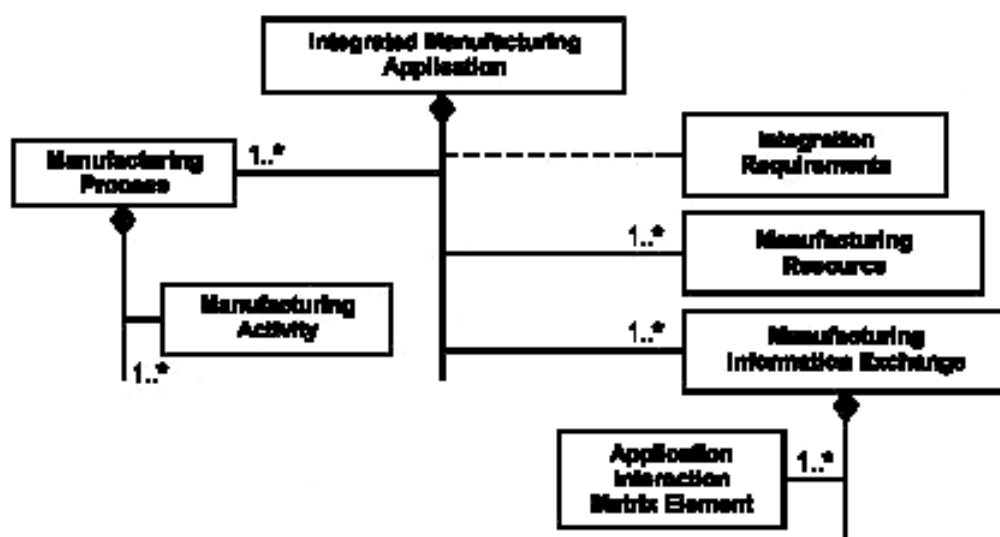 Integrated Manufacturing
Application
Manufacturing
Process
1..*
Integration
Requirements
1..*
Manufacturing
Resource
Manufacturing
Activity
1..*
1..*
Manufacturing
Information Exchange
Application
Interaction
Matrix Element
1..*